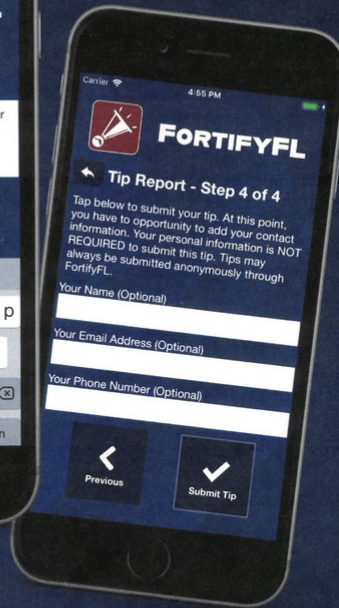 r
p
n
Carrier
4:55 PM
FORTIFYFL
Tip Report - Step 4 of 4
Tap below to submit your tip. At this point,
you have to opportunity to add your contact
information. Your personal information is NOT
REQUIRED to submit this tip. Tips may
always be submitted anonymously through
FortifyFL.
Your Name (Optional)
Your Email Address (Optional)
Your Phone Number (Optional)
Previous
Submit Tip